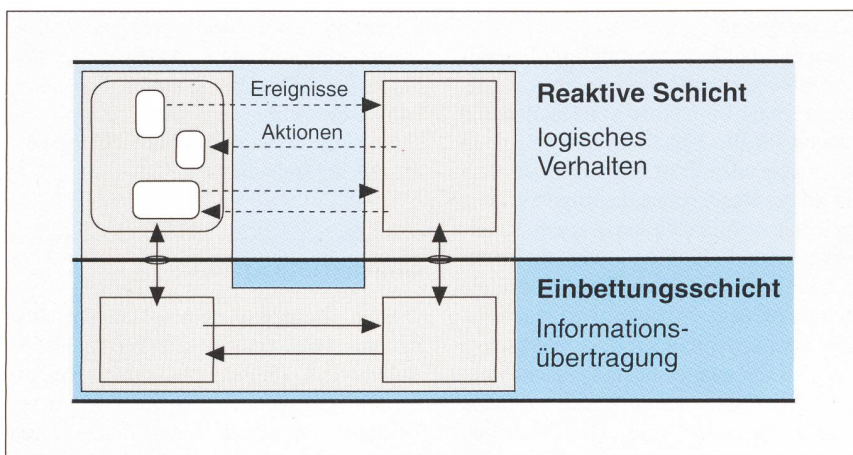 Ereignisse
Aktionen
Reaktive Schicht
logisches
Verhalten
Einbettungsschicht
Informations-
übertragung